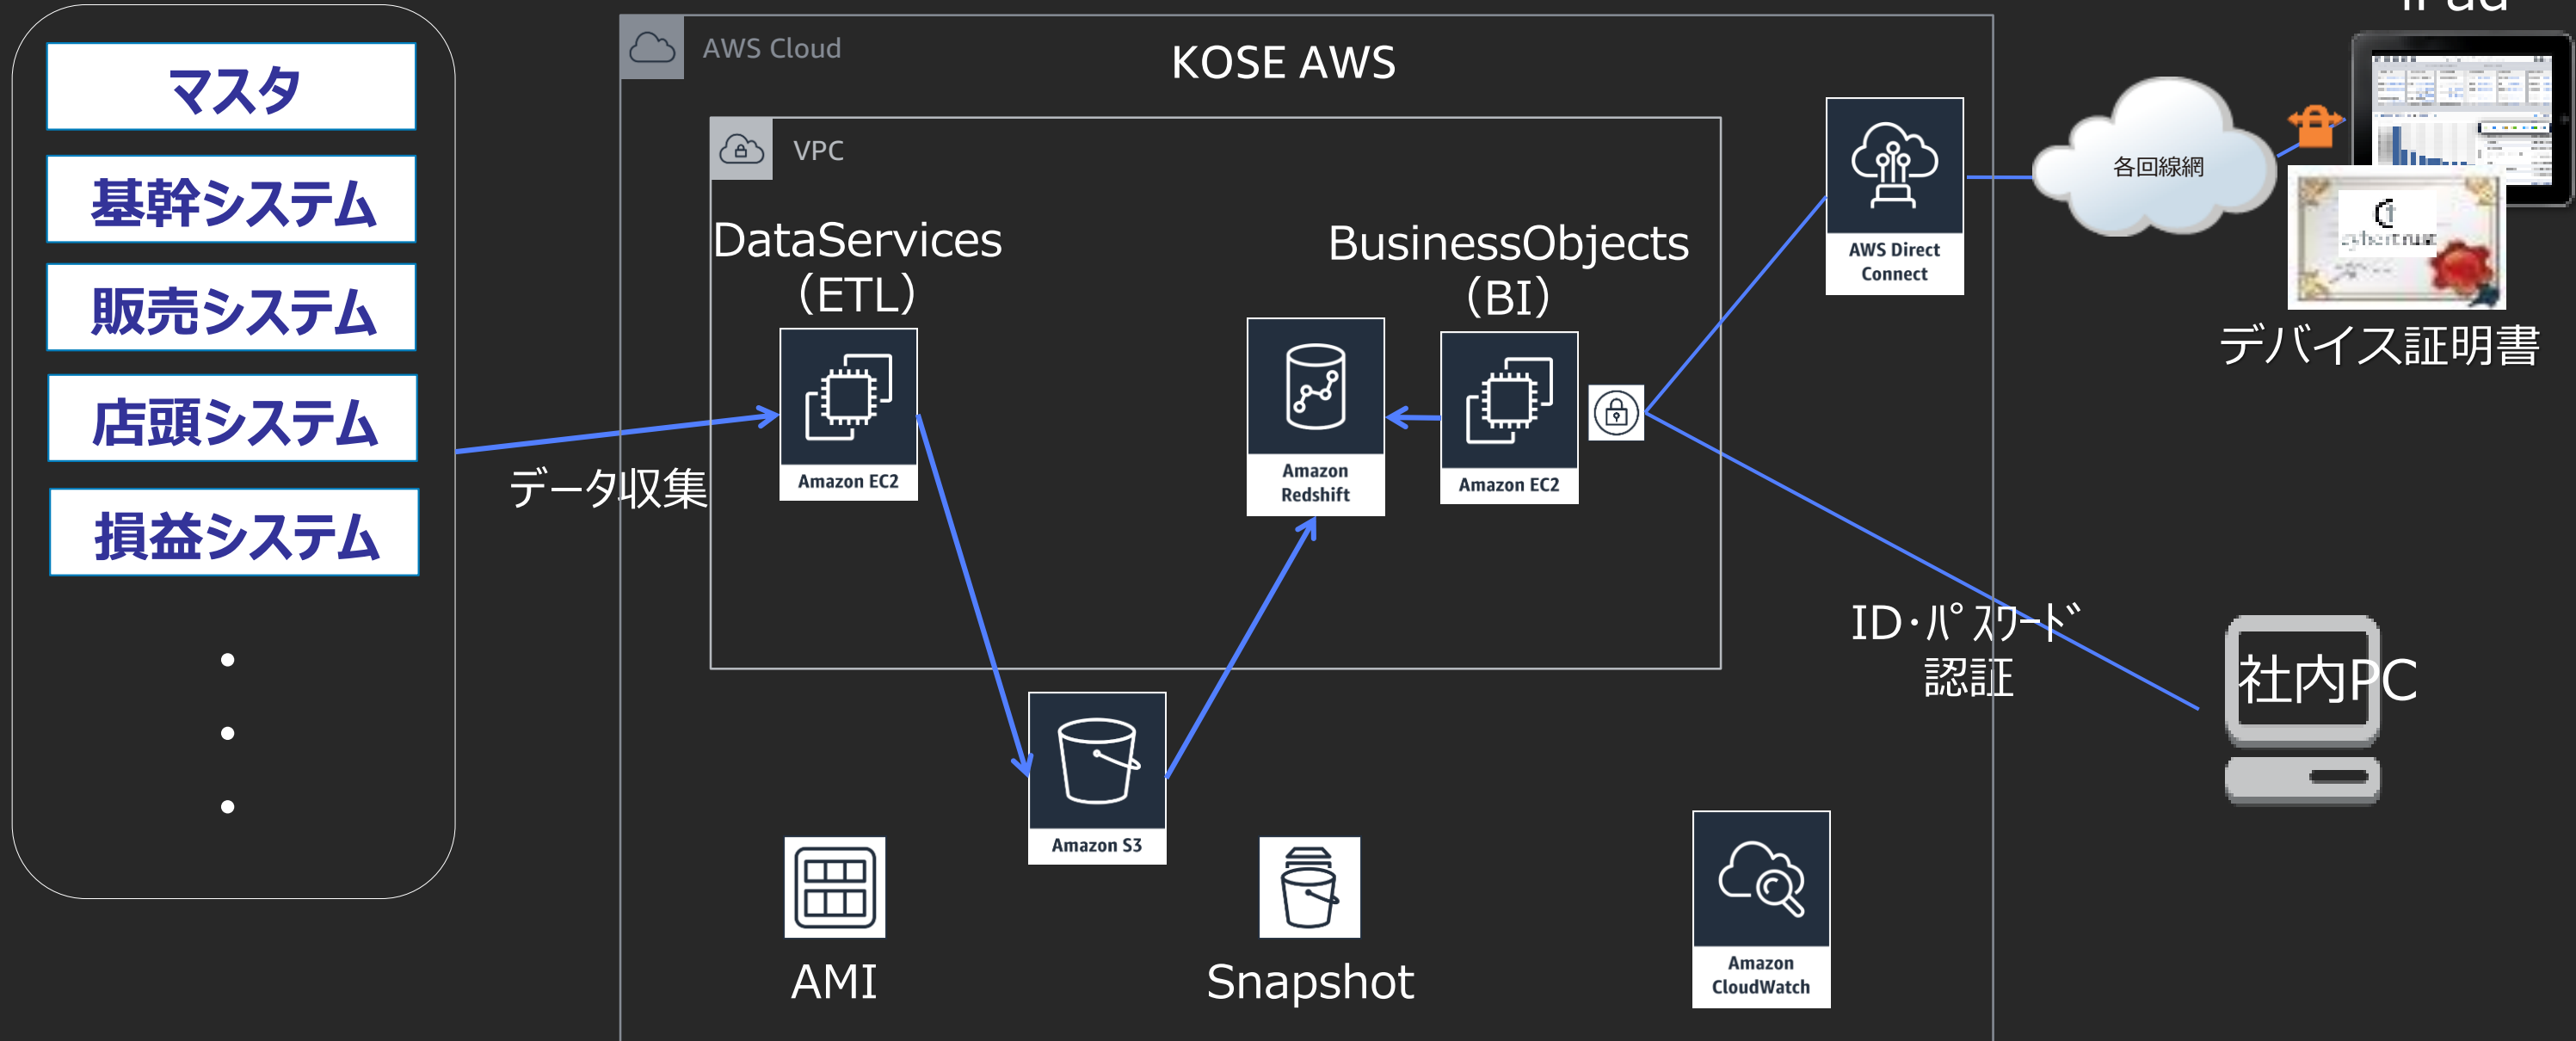 マスタ
基幹システム
販売システム
店頭システム
損益システム
データ収集
AWS Cloud
KOSE AWS
VPC
DataServices
（ETL）
Amazon EC2
BusinessObjects
（BI）
Amazon
Redshift
Amazon EC2
Amazon S3
AMI
Snapshot
Amazon
CloudWatch
AWS Direct
Connect
各回線網
iPad
デバイス証明書
ID・ﾊﾟｽﾜｰﾄﾞ
認証
社内PC